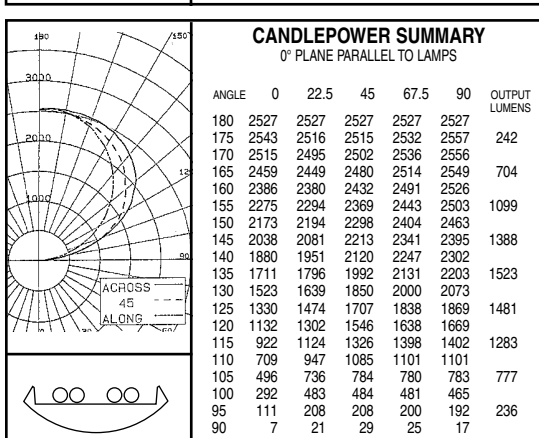 CANDLEPOWER SUMMARY
0° PLANE PARALLEL TO LAMPS
ANGLE 0 22.5 45 67.5 90 OUTPUT LUMENS
180 2527 2527 2527 2527 2527
175 2543 2516 2515 2532 2557 242
170 2515 2495 2502 2536 2556
165 2459 2449 2480 2514 2549 704
160 2386 2380 2432 2491 2526
155 2275 2294 2369 2443 2503 1099
150 2173 2194 2298 2404 2463
145 2038 2081 2213 2341 2395 1388
140 1880 1951 2120 2247 2302
135 1711 1796 1992 2131 2203 1523
130 1523 1639 1850 2000 2073
125 1330 1474 1707 1838 1869 1481
120 1132 1302 1546 1638 1669
115 922 1124 1326 1398 1402 1283
110 709 947 1085 1101 1101
105 496 736 784 780 783 777
100 292 483 484 481 465
95 111 208 208 200 192 236
90 7 21 29 25 17
180
150
3000
2000
12
1000
90
ACROSS
45
ALONG
60